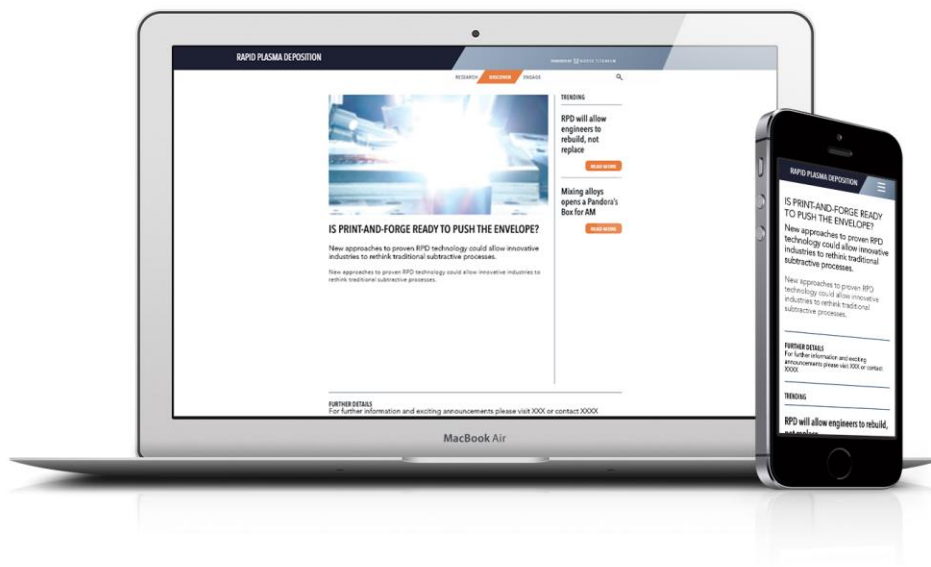 RAPID PLASMA DEPOSITION
POWERED BY NORSK TITANIUM
RESEARCH DISCOVER ENGAGE
TRENDING
RPD will allow
engineers to
rebuild, not
replace
READ MORE
Mixing alloys
opens a Pandora's
Box for AM
READ MORE
IS PRINT-AND-FORGE READY TO PUSH THE ENVELOPE?
New approaches to proven RPD technology could allow innovative
industries to rethink traditional subtractive processes.
New approaches to proven RPD technology could allow innovative industries to
rethink traditional subtractive processes.
FURTHER DETAILS
For further information and exciting announcements please visit XXX or contact XXXX
MacBook Air
RAPID PLASMA DEPOSITION
IS PRINT-AND-FORGE READY
TO PUSH THE ENVELOPE?
New approaches to proven RPD
technology could allow innovative
industries to rethink traditional
subtractive processes.
New approaches to proven RPD
technology could allow innovative
industries to rethink traditional
subtractive processes.
FURTHER DETAILS
For further information and exciting
announcements please visit XXX or contact
XXXX
TRENDING
RPD will allow engineers to rebuild,
not replace